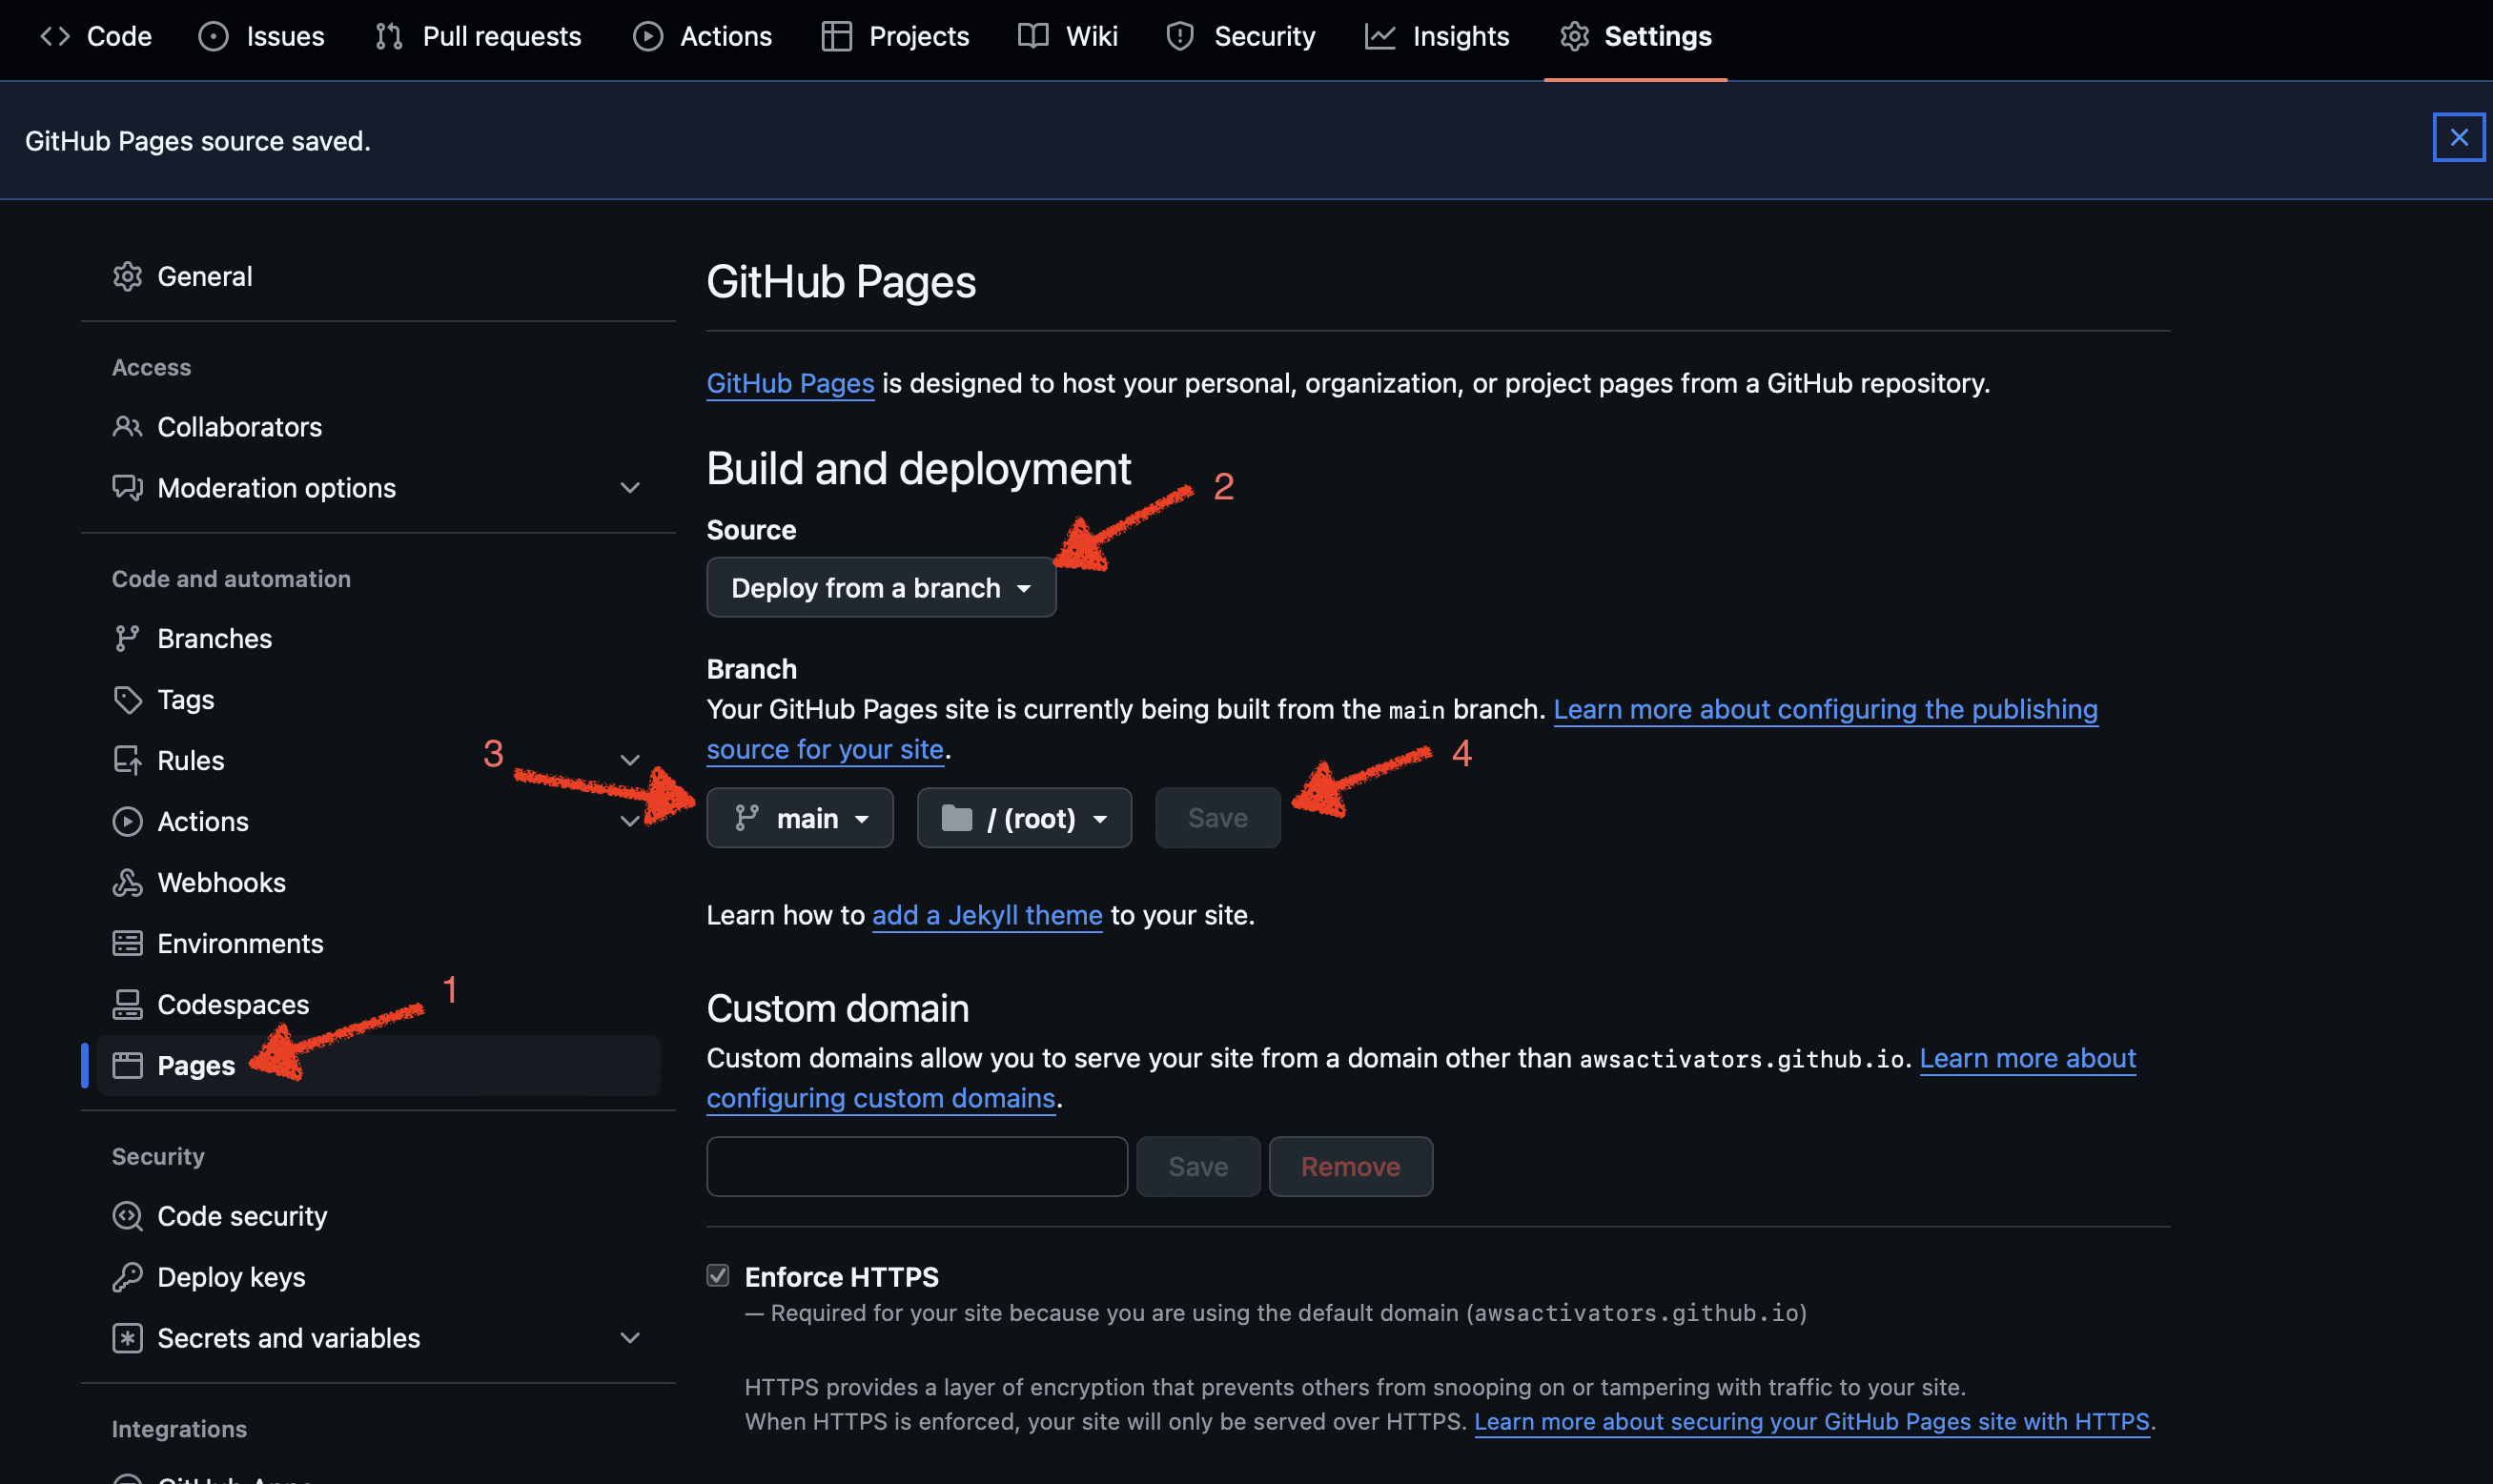 Code Issues Pull requests Actions Projects Wiki Security Insights Settings
GitHub Pages source saved.
General
Access
Collaborators
Moderation options
Code and automation
Branches
Tags
Rules
Actions
Webhooks
Environments
Codespaces
1
Pages
Security
Code security
Deploy keys
Secrets and variables
Integrations
GitHub Apps
GitHub Pages
GitHub Pages is designed to host your personal, organization, or project pages from a GitHub repository.
Build and deployment
2
Source
Deploy from a branch
Branch
Your GitHub Pages site is currently being built from the main branch. Learn more about configuring the publishing
source for your site.
3
4
main / (root) Save
Learn how to add a Jekyll theme to your site.
Custom domain
Custom domains allow you to serve your site from a domain other than awsactivators.github.io. Learn more about
configuring custom domains.
Save Remove
Enforce HTTPS
— Required for your site because you are using the default domain (awsactivators.github.io)
HTTPS provides a layer of encryption that prevents others from snooping on or tampering with traffic to your site.
When HTTPS is enforced, your site will only be served over HTTPS. Learn more about securing your GitHub Pages site with HTTPS.